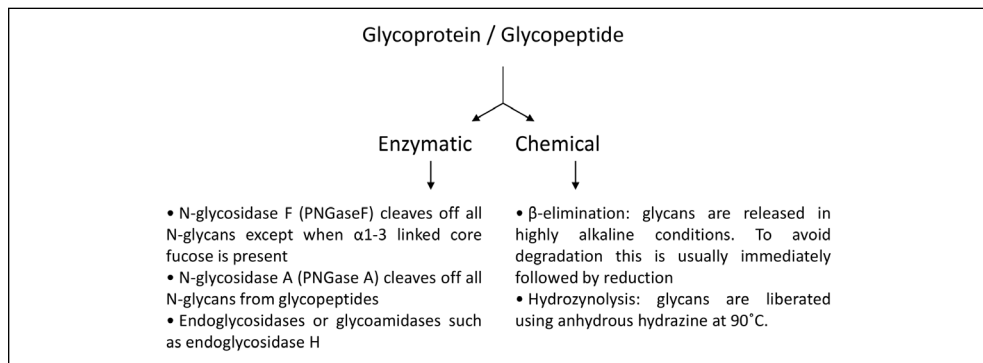 Glycoprotein / Glycopeptide
Enzymatic
Chemical
• N-glycosidase F (PNGaseF) cleaves off all
N-glycans except when α1-3 linked core
fucose is present
• N-glycosidase A (PNGase A) cleaves off all
N-glycans from glycopeptides
• Endoglycosidases or glycoamidases such
as endoglycosidase H
• β-elimination: glycans are released in
highly alkaline conditions. To avoid
degradation this is usually immediately
followed by reduction
• Hydrozynolysis: glycans are liberated
using anhydrous hydrazine at 90˚C.